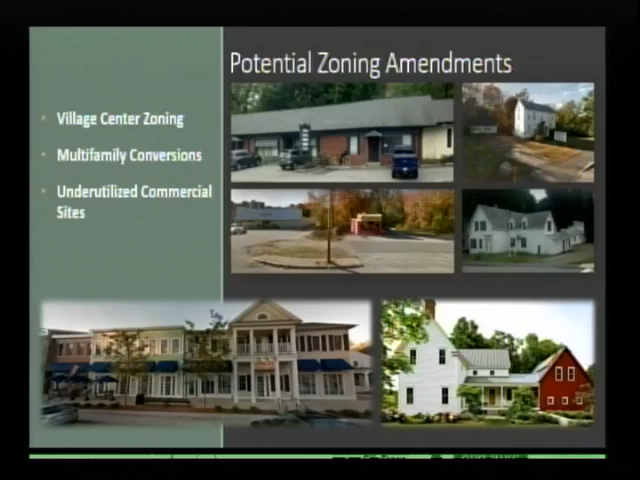 Potential Zoning Amendments
Village Center Zoning
Multifamily Conversions
Underutilized Commercial
Sites